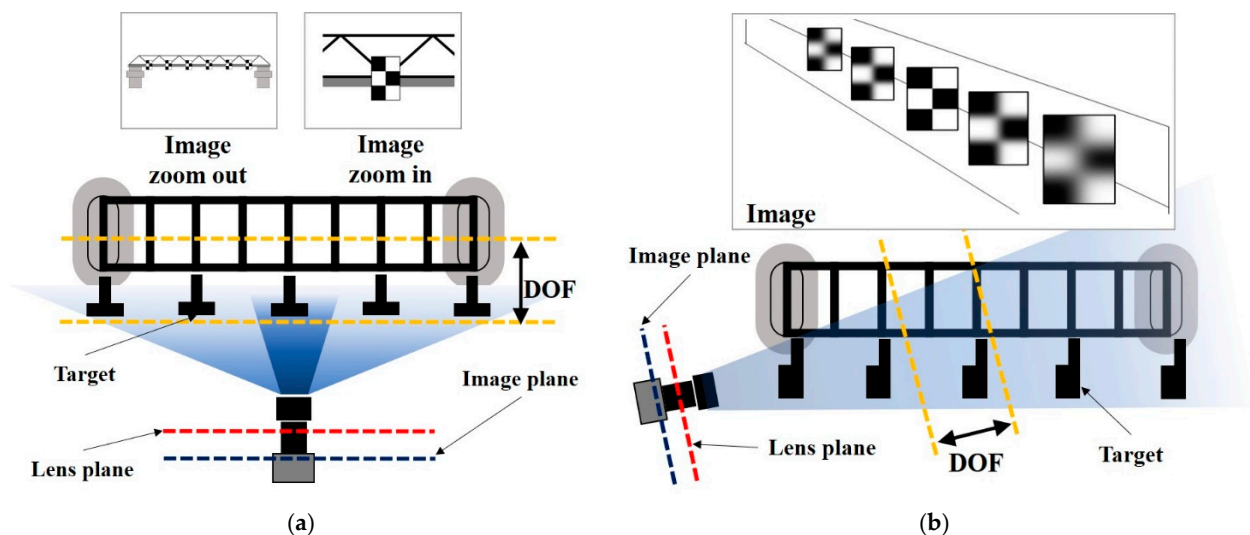 Image
zoom out
Image
zoom in
DOF
Target
Image plane
Lens plane
(a)
Image
Image plane
Lens plane
DOF
Target
(b)